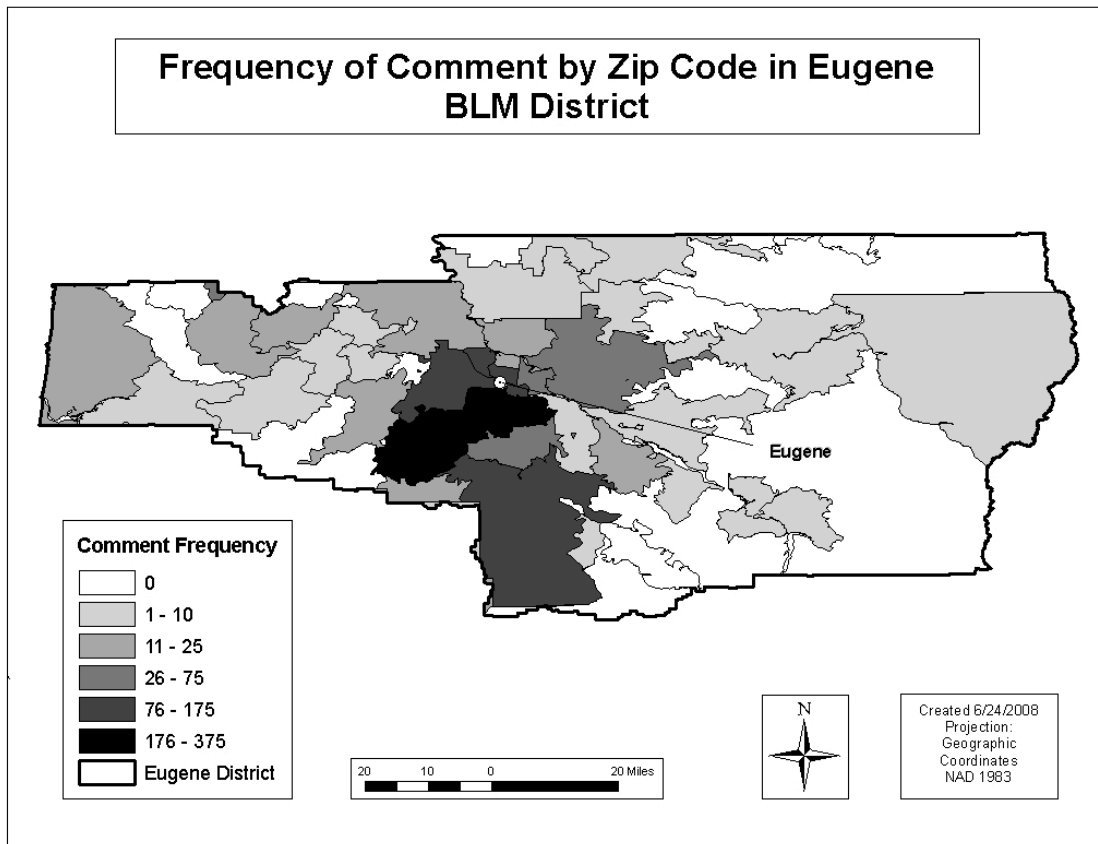 Frequency of Comment by Zip Code in Eugene
BLM District
Eugene
Comment Frequency
0
1 - 10
11 - 25
26 - 75
76 - 175
176 - 375
Eugene District
20 10 0 20 Miles
N
Created 6/24/2008
Projection:
Geographic
Coordinates
NAD 1983